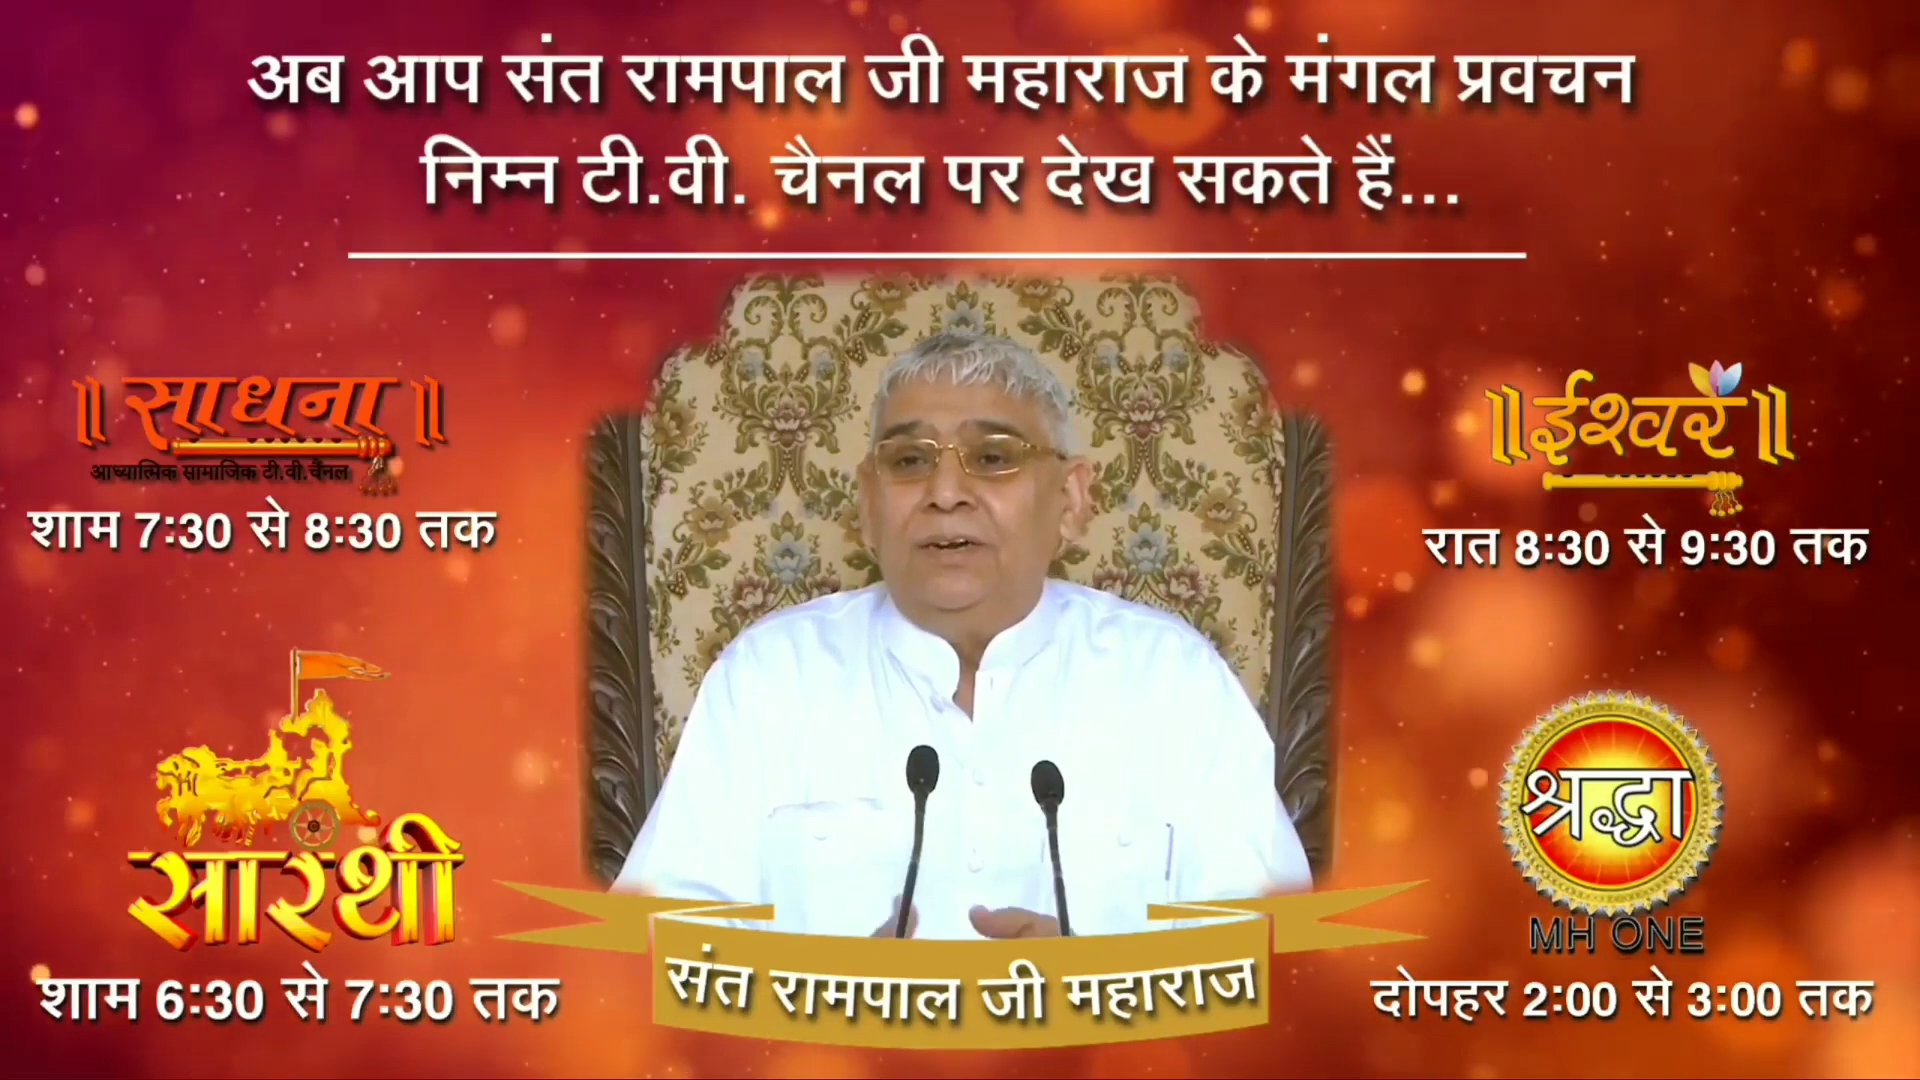 अब आप संत रामपाल जी महाराज के मंगल प्रवचन
निम्न टी.वी. चैनल पर देख सकते हैं...
॥ साधना ॥
आध्यात्मिक सामाजिक टी.वी.चैनल
शाम 7:30 से 8:30 तक
॥ ईश्वर ॥
रात 8:30 से 9:30 तक
सारथी
शाम 6:30 से 7:30 तक
श्रद्धा
MH ONE
दोपहर 2:00 से 3:00 तक
संत रामपाल जी महाराज